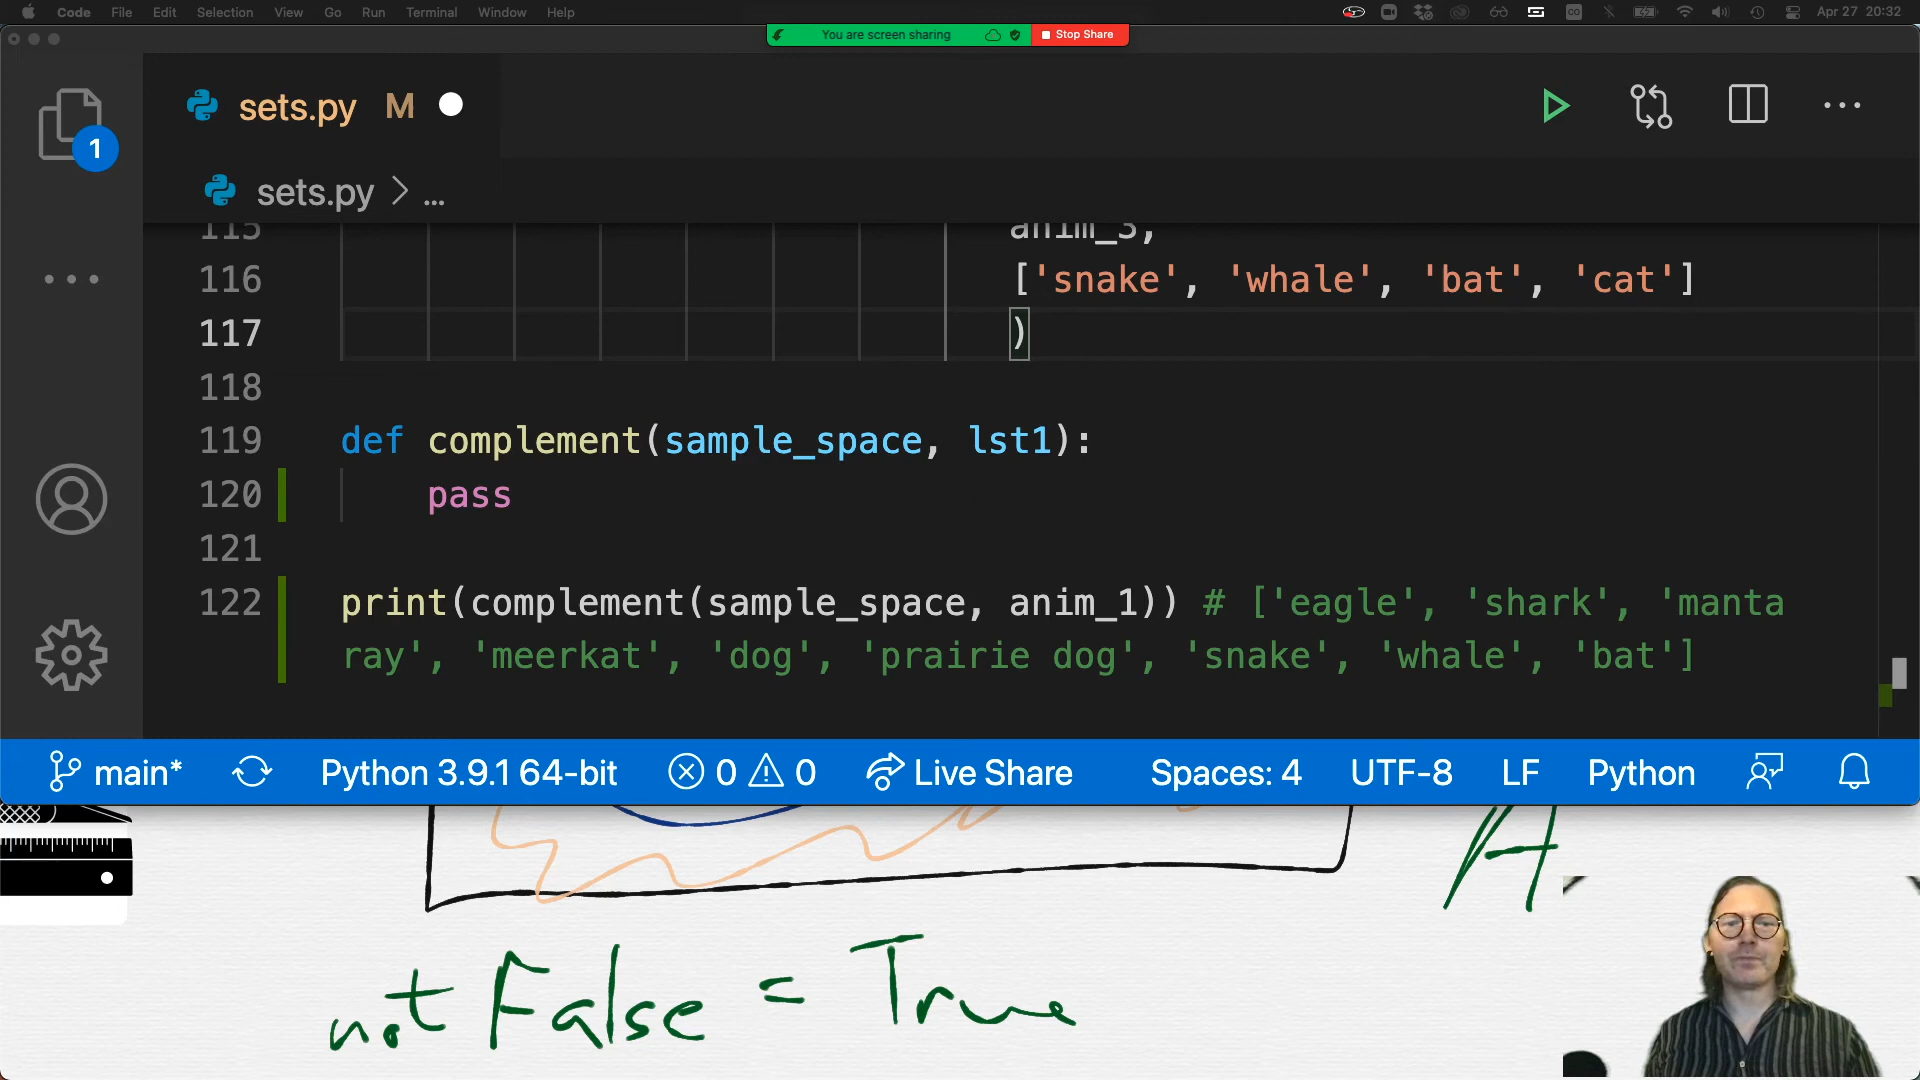 Code File Edit Selection View Go Run Terminal Window Help Apr 27 20:32
You are screen sharing Stop Share
sets.py M
1
sets.py > ...
115 anim_3,
116 ['snake', 'whale', 'bat', 'cat']
117 )
118
119 def complement(sample_space, lst1):
120 pass
121
122 print(complement(sample_space, anim_1)) # ['eagle', 'shark', 'manta
ray', 'meerkat', 'dog', 'prairie dog', 'snake', 'whale', 'bat']
main* Python 3.9.1 64-bit 0 0 Live Share Spaces: 4 UTF-8 LF Python
A
not False = True